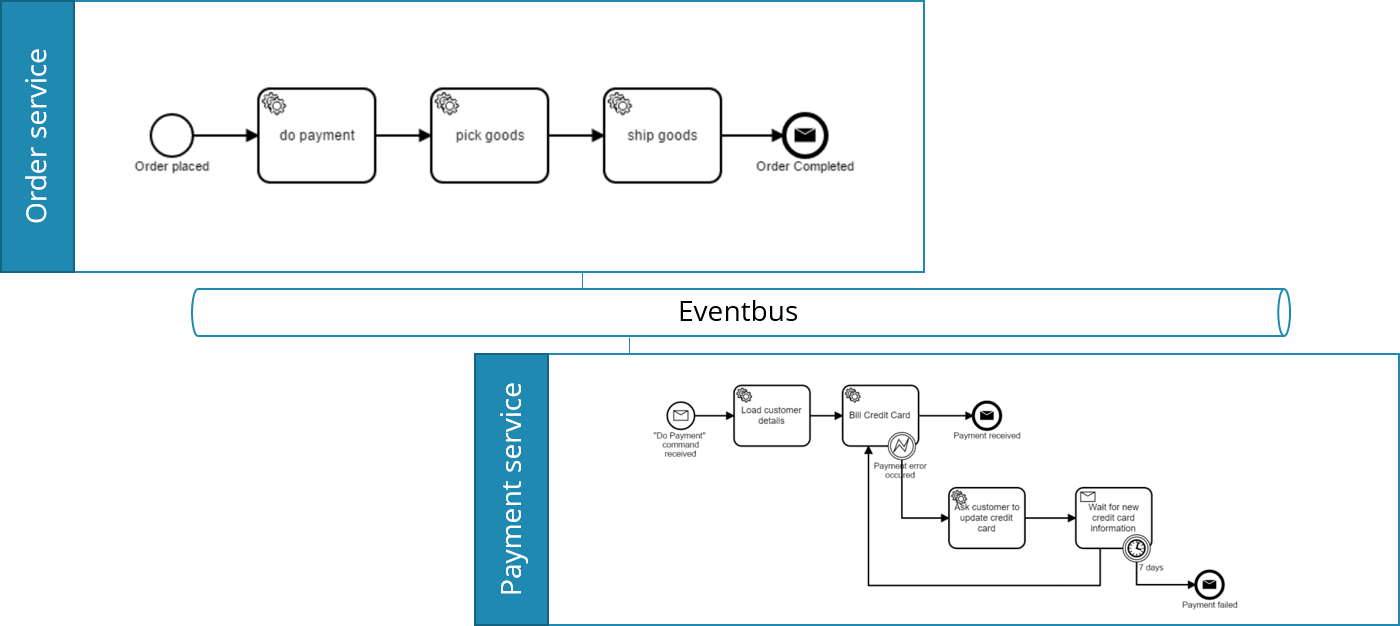 Order service
do payment
pick goods
ship goods
Order placed
Order Completed
Eventbus
Payment service
"Do Payment"
command
received
Load customer
details
Bill Credit Card
Payment received
Payment error
occured
Ask customer to
update credit
card
Wait for new
credit card
information
7 days
Payment failed